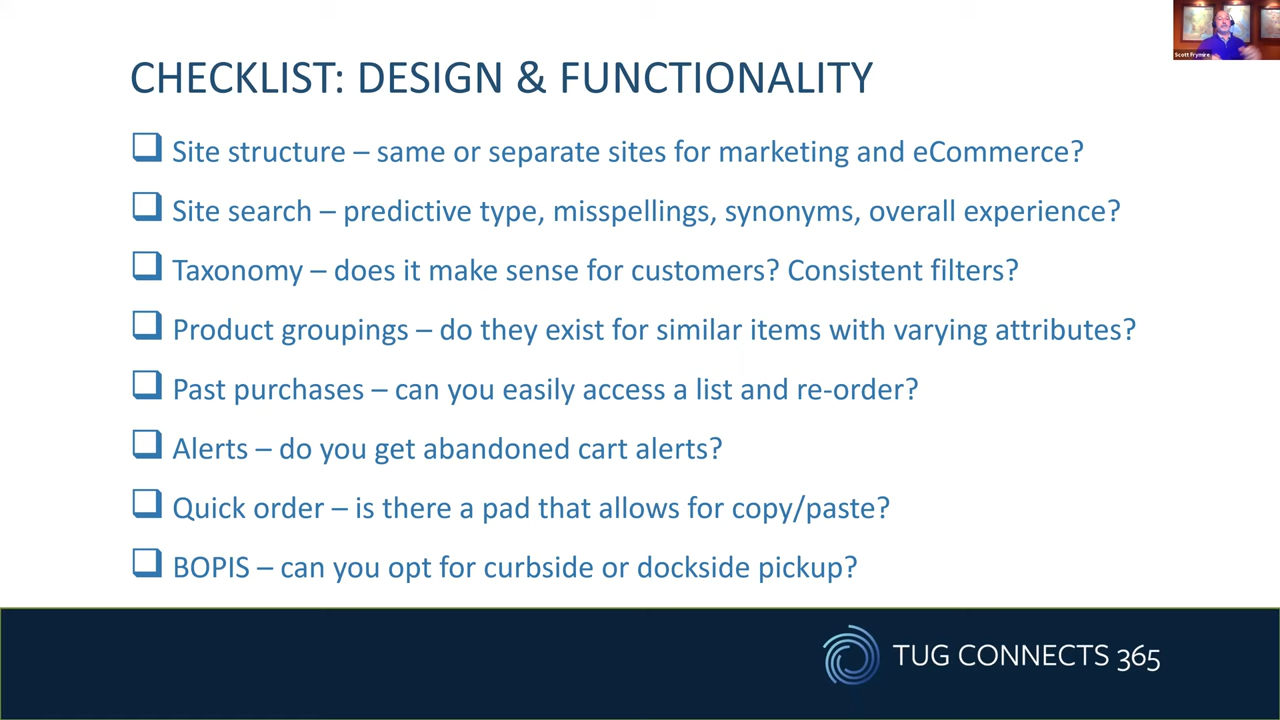 Scott Frymire
CHECKLIST: DESIGN & FUNCTIONALITY
❑ Site structure – same or separate sites for marketing and eCommerce?
❑ Site search – predictive type, misspellings, synonyms, overall experience?
❑ Taxonomy – does it make sense for customers? Consistent filters?
❑ Product groupings – do they exist for similar items with varying attributes?
❑ Past purchases – can you easily access a list and re-order?
❑ Alerts – do you get abandoned cart alerts?
❑ Quick order – is there a pad that allows for copy/paste?
❑ BOPIS – can you opt for curbside or dockside pickup?
TUG CONNECTS 365